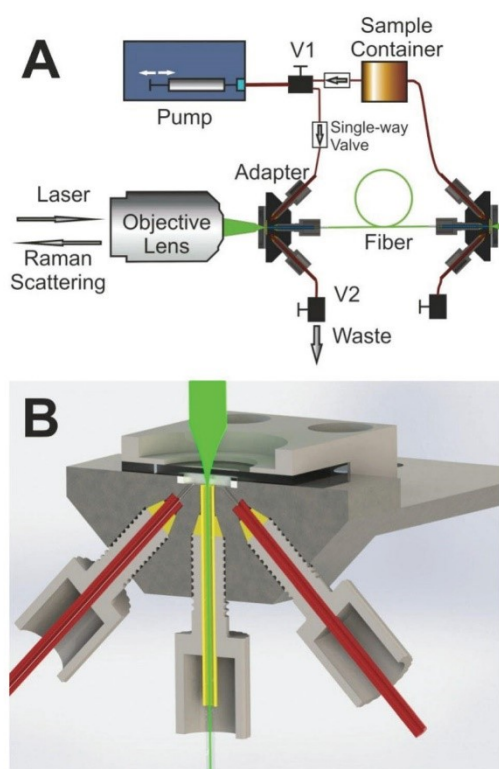 A
V1
Sample
Container
Pump
Single-way
Valve
Adapter
Laser
Objective
Lens
Raman
Scattering
Fiber
V2
Waste
B